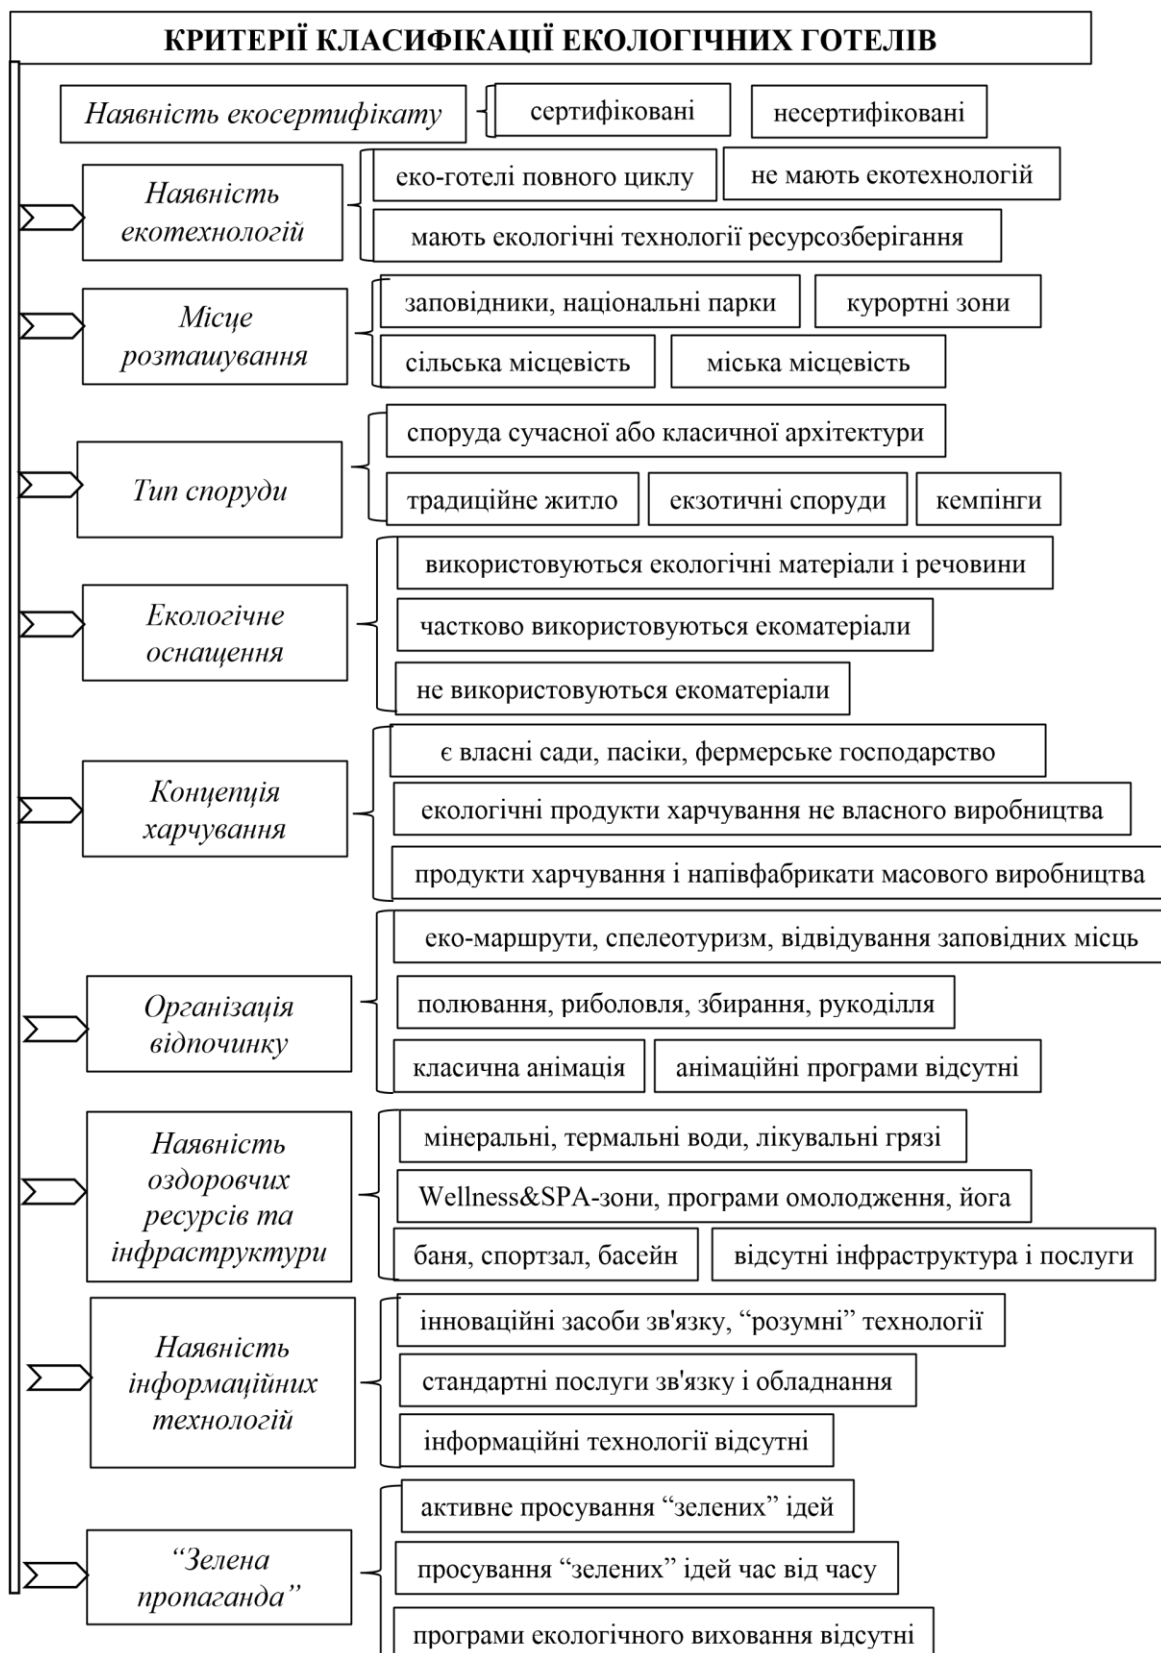 КРИТЕРІЇ КЛАСИФІКАЦІЇ ЕКОЛОГІЧНИХ ГОТЕЛІВ
Наявність екосертифікату
сертифіковані
несертифіковані
Наявність
екотехнологій
еко-готелі повного циклу
не мають екотехнологій
мають екологічні технології ресурсозберігання
Місце
розташування
заповідники, національні парки
курортні зони
сільська місцевість
міська місцевість
Тип споруди
споруда сучасної або класичної архітектури
традиційне житло
екзотичні споруди
кемпінги
Екологічне
оснащення
використовуються екологічні матеріали і речовини
частково використовуються екоматеріали
не використовуються екоматеріали
Концепція
харчування
є власні сади, пасіки, фермерське господарство
екологічні продукти харчування не власного виробництва
продукти харчування і напівфабрикати масового виробництва
Організація
відпочинку
еко-маршрути, спелеотуризм, відвідування заповідних місць
полювання, риболовля, збирання, рукоділля
класична анімація
анімаційні програми відсутні
Наявність
оздоровчих
ресурсів та
інфраструктури
мінеральні, термальні води, лікувальні грязі
Wellness&SPA-зони, програми омолодження, йога
баня, спортзал, басейн
відсутні інфраструктура і послуги
Наявність
інформаційних
технологій
інноваційні засоби зв'язку, “розумні” технології
стандартні послуги зв'язку і обладнання
інформаційні технології відсутні
“Зелена
пропаганда”
активне просування “зелених” ідей
просування “зелених” ідей час від часу
програми екологічного виховання відсутні